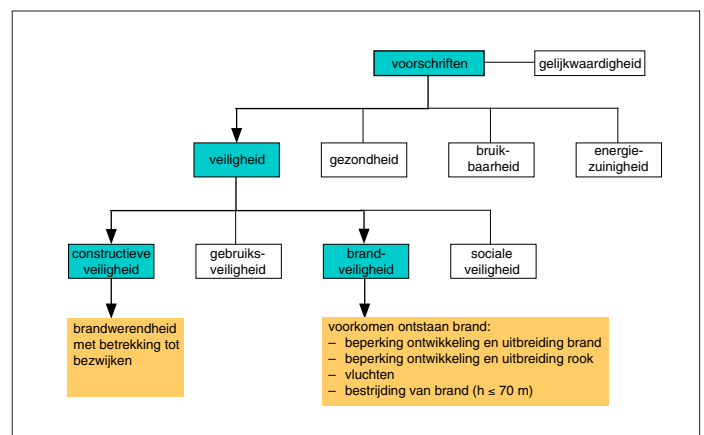 voorschriften
gelijkwaardigheid
veiligheid
gezondheid
bruik-
baarheid
energie-
zuinigheid
constructieve
veiligheid
gebruiks-
veiligheid
brand-
veiligheid
sociale
veiligheid
brandwerendheid
met betrekking tot
bezwijken
voorkomen ontstaan brand:
– beperking ontwikkeling en uitbreiding brand
– beperking ontwikkeling en uitbreiding rook
– vluchten
– bestrijding van brand (h ≤ 70 m)